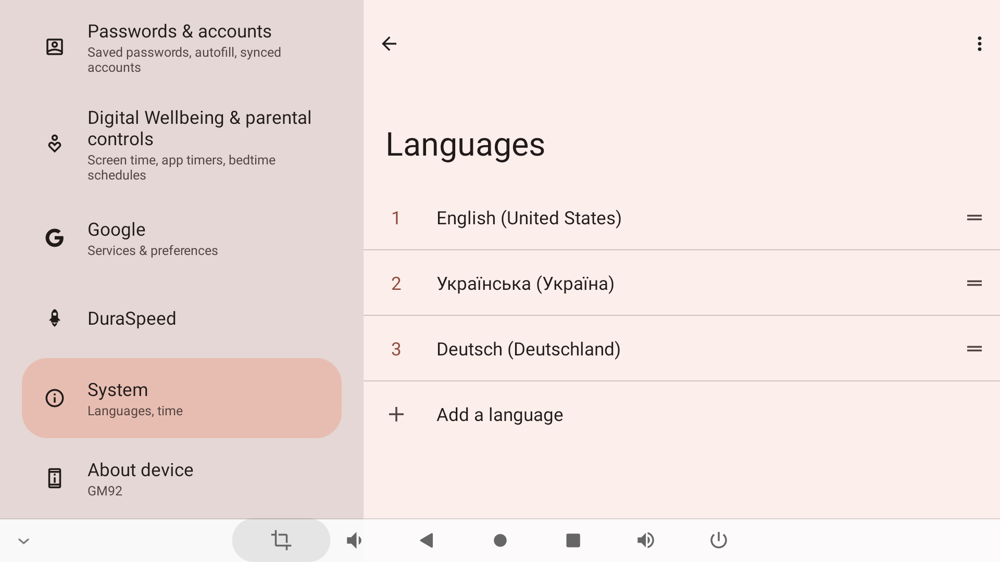 Passwords & accounts
Saved passwords, autofill, synced
accounts
Digital Wellbeing & parental
controls
Screen time, app timers, bedtime
schedules
Google
Services & preferences
DuraSpeed
System
Languages, time
About device
GM92
Languages
1 English (United States)
2 Українська (Україна)
3 Deutsch (Deutschland)
Add a language